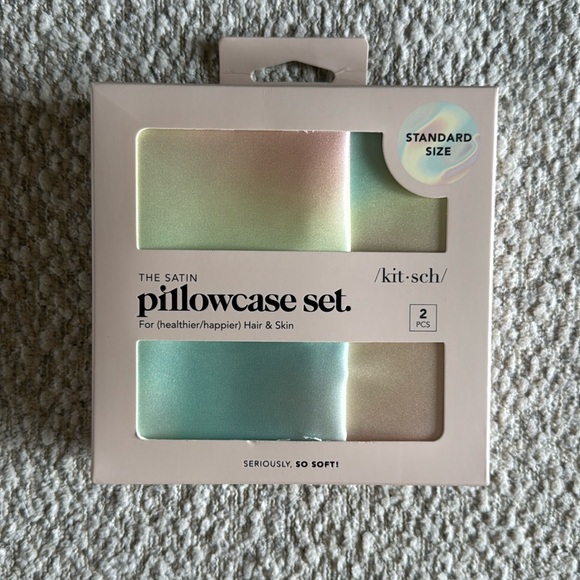 STANDARD
SIZE
THE SATIN
/kit·sch/
pillowcase set.
For (healthier/happier) Hair & Skin
2
PCS
SERIOUSLY, SO SOFT!